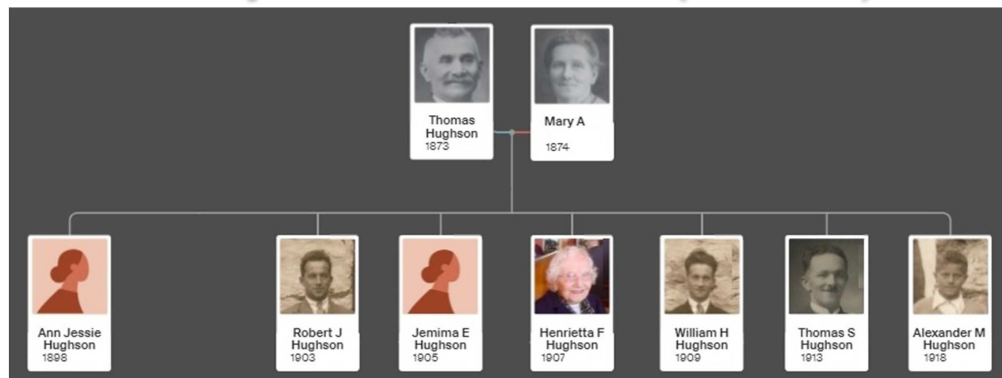 Thomas
Hughson
1873
Mary A
1874
Ann Jessie
Hughson
1898
Robert J
Hughson
1903
Jemima E
Hughson
1905
Henrietta F
Hughson
1907
William H
Hughson
1909
Thomas S
Hughson
1913
Alexander M
Hughson
1918